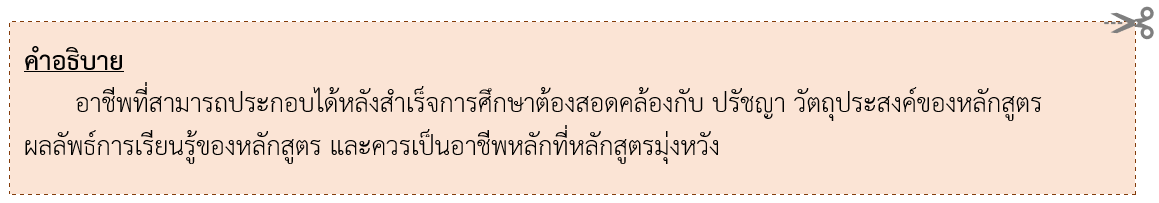 คำอธิบาย
อาชีพที่สามารถประกอบได้หลังสำเร็จการศึกษาต้องสอดคล้องกับ ปรัชญา วัตถุประสงค์ของหลักสูตร
ผลลัพธ์การเรียนรู้ของหลักสูตร และควรเป็นอาชีพหลักที่หลักสูตรมุ่งหวัง